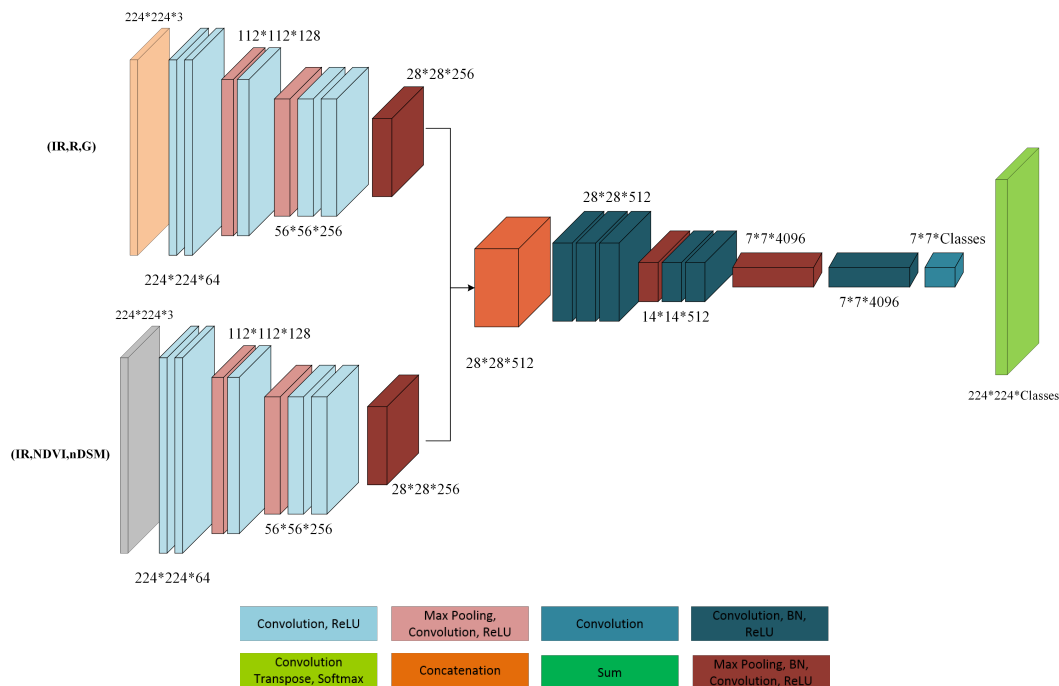 224*224*3
112*112*128
28*28*256
(IR,R,G)
56*56*256
224*224*64
28*28*512
7*7*4096
7*7*Classes
14*14*512
7*7*4096
28*28*512
224*224*Classes
224*224*3
112*112*128
(IR,NDVI,nDSM)
28*28*256
56*56*256
224*224*64
Convolution, ReLU
Max Pooling,
Convolution, ReLU
Convolution
Convolution, BN,
ReLU
Convolution
Transpose, Softmax
Concatenation
Sum
Max Pooling, BN,
Convolution, ReLU